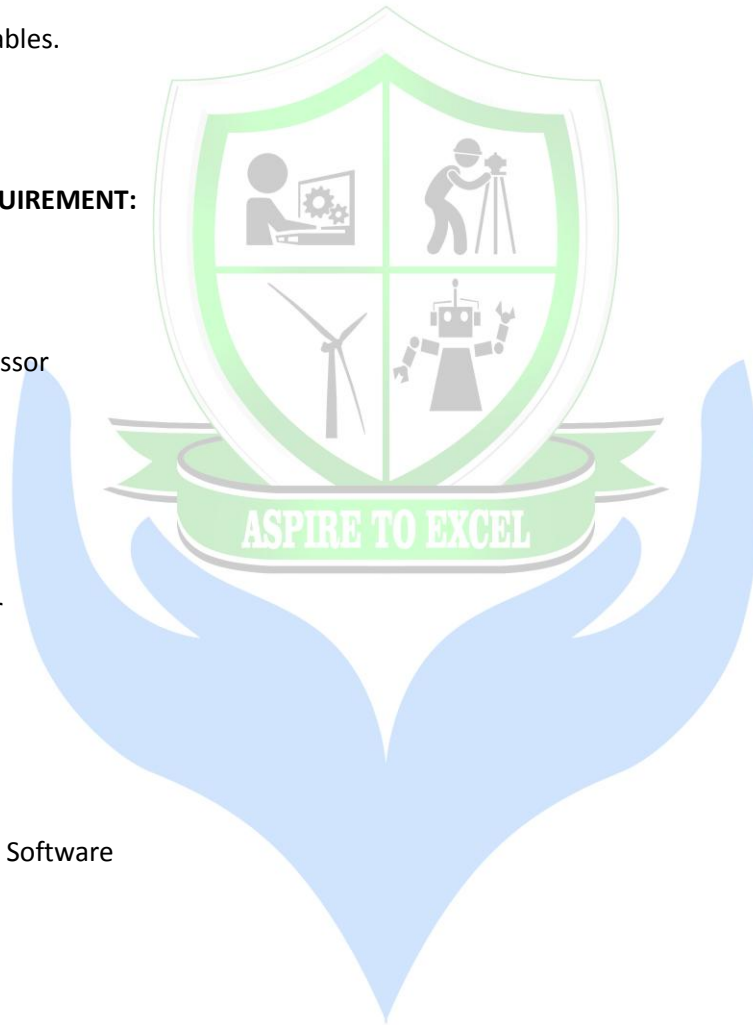 ables.
UIREMENT:
ssor
ASPIRE TO EXCEL
r
Software